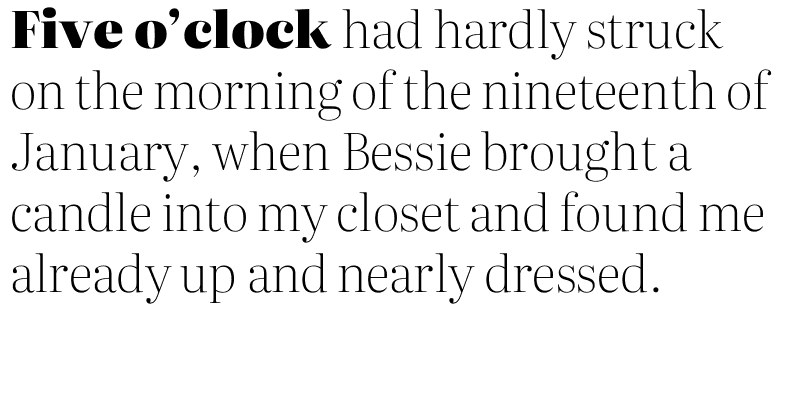 Five o’clock had hardly struck
on the morning of the nineteenth of
January, when Bessie brought a
candle into my closet and found me
already up and nearly dressed.